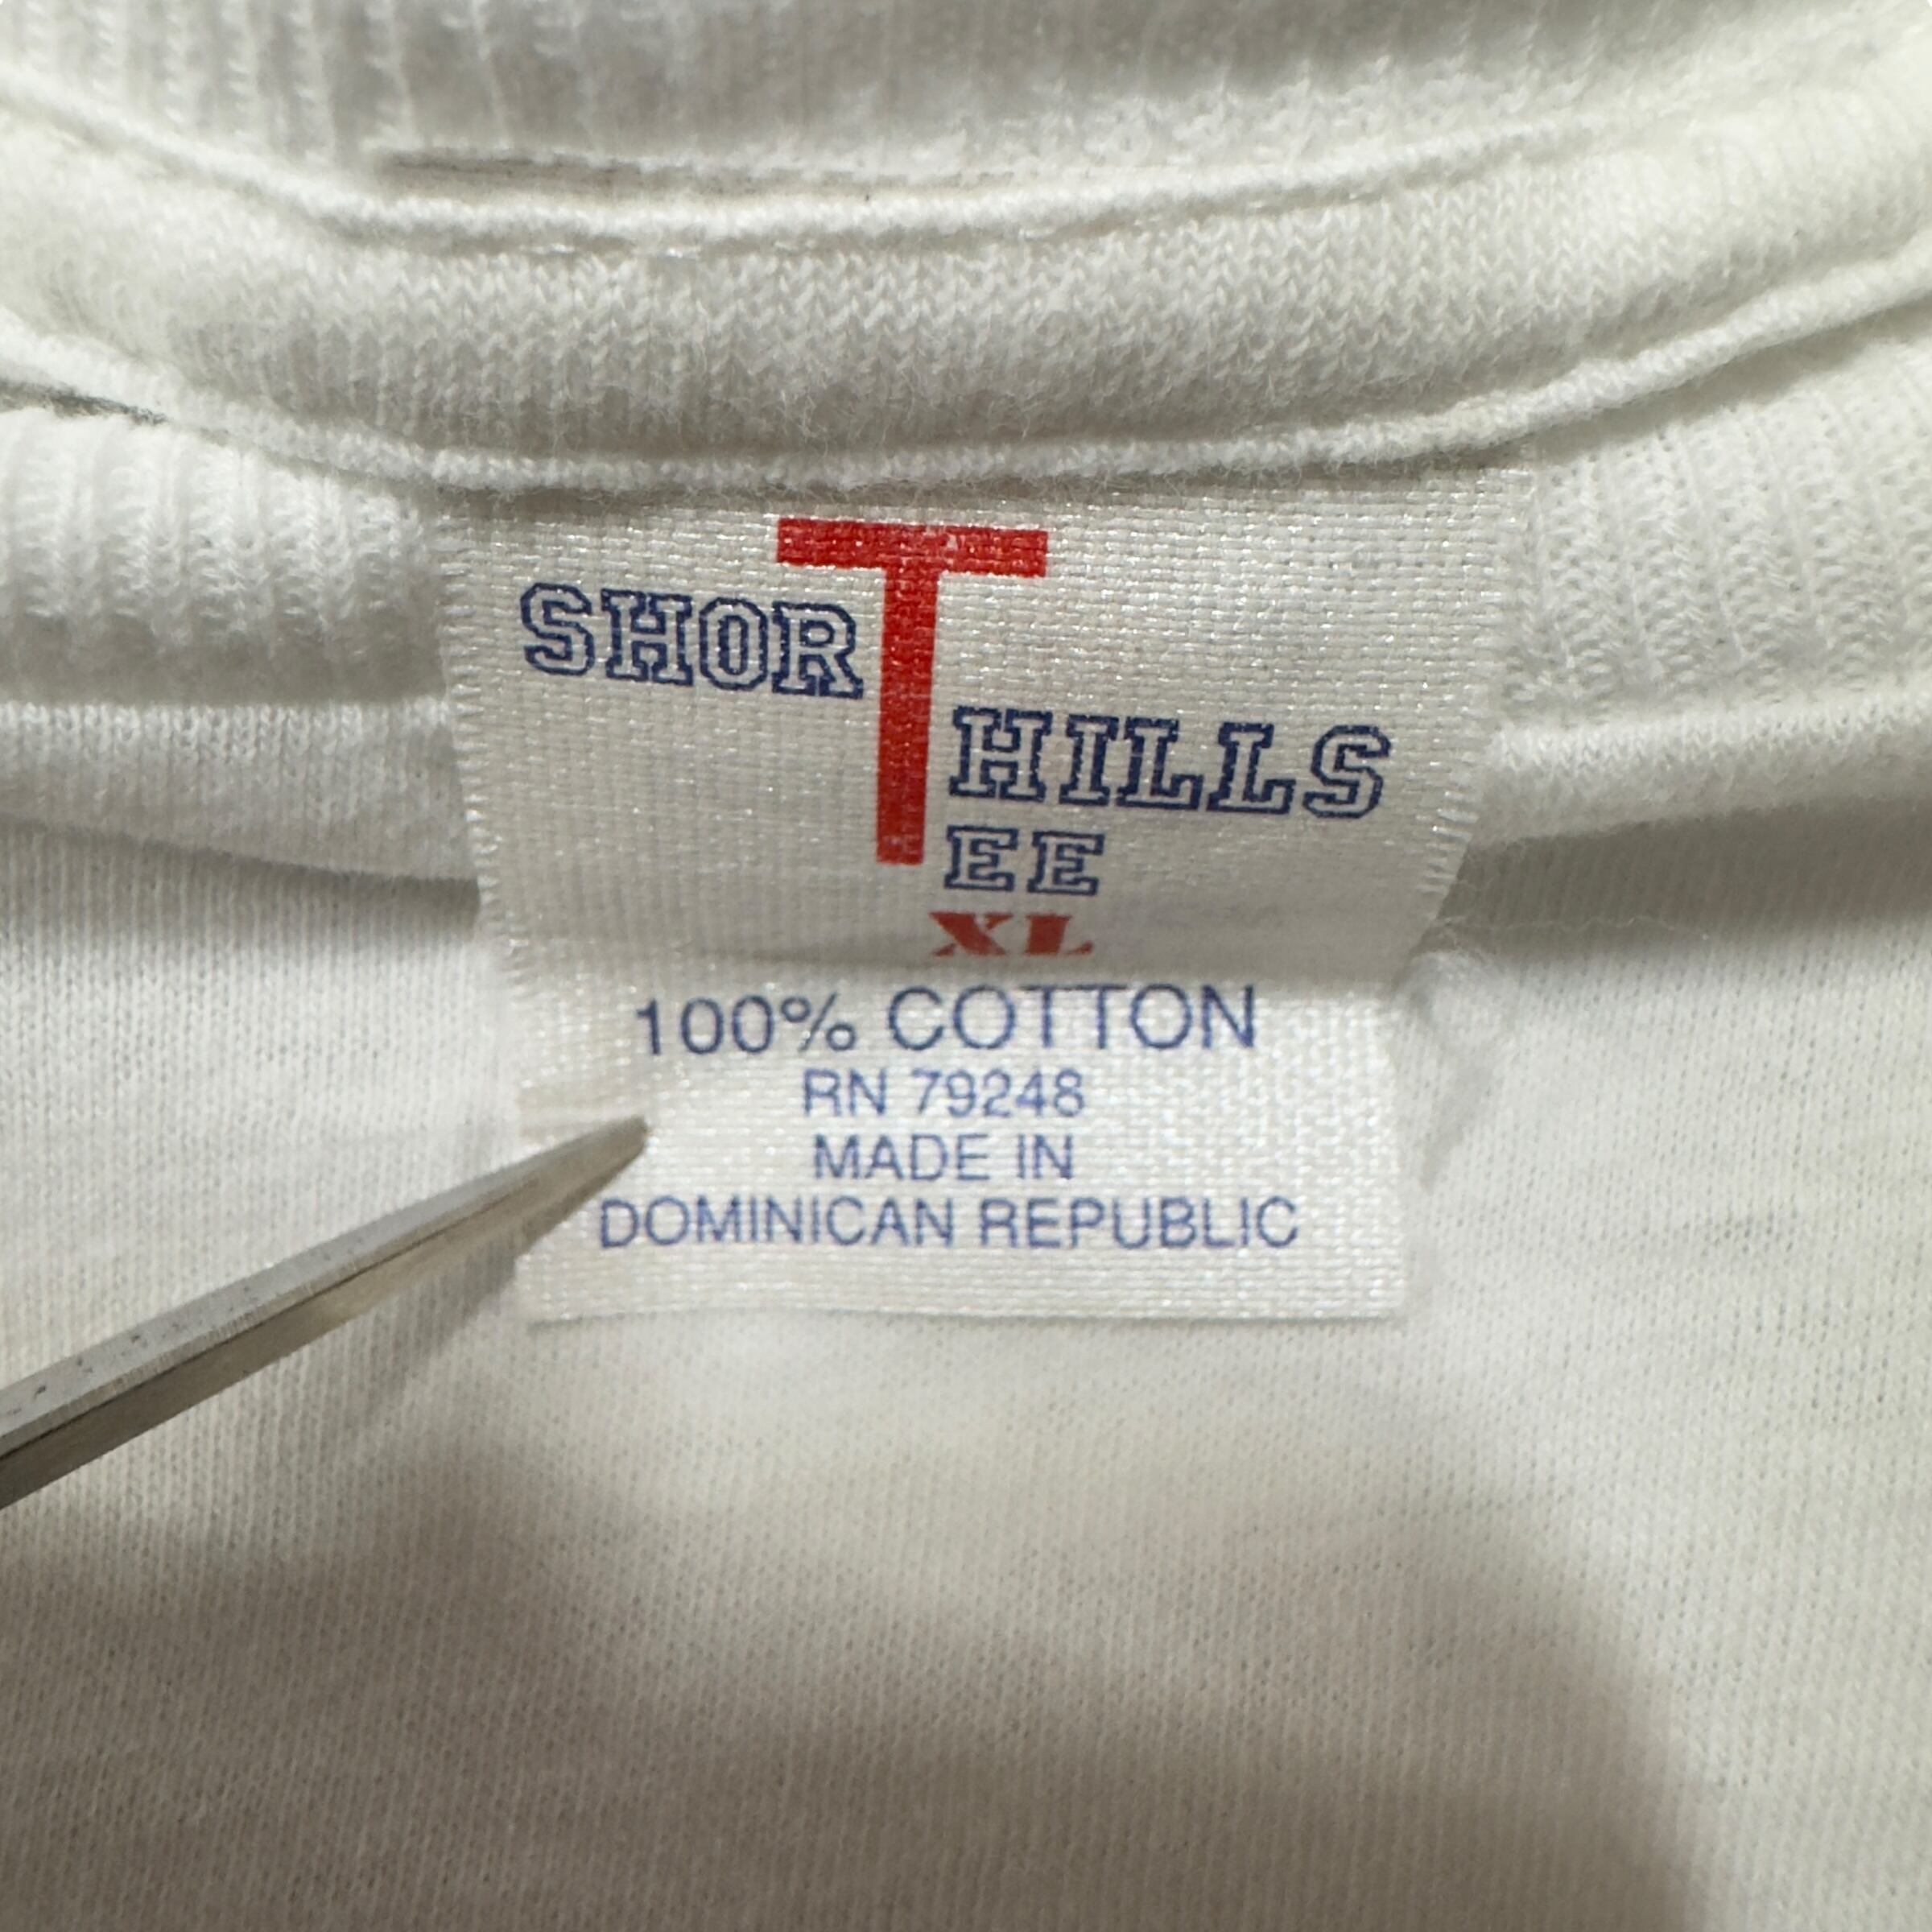 SHORT
HILLS
TEE
XL
100% COTTON
RN 79248
MADE IN
DOMINICAN REPUBLIC